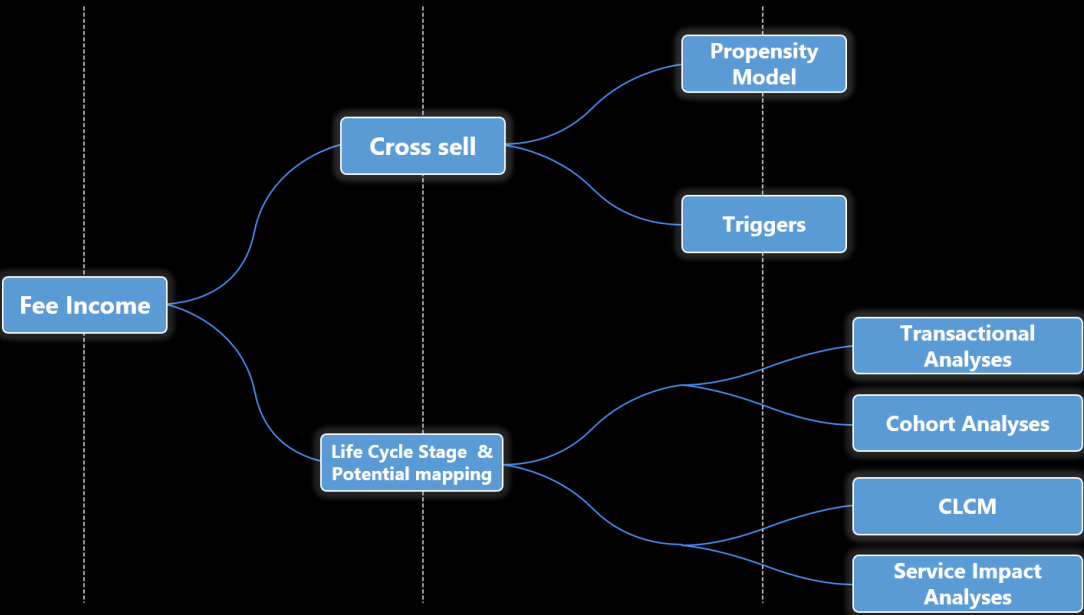 Propensity
Model
Cross sell
Triggers
Fee Income
Transactional
Analyses
Cohort Analyses
Life Cycle Stage  &
Potential mapping
CLCM
Service Impact
Analyses